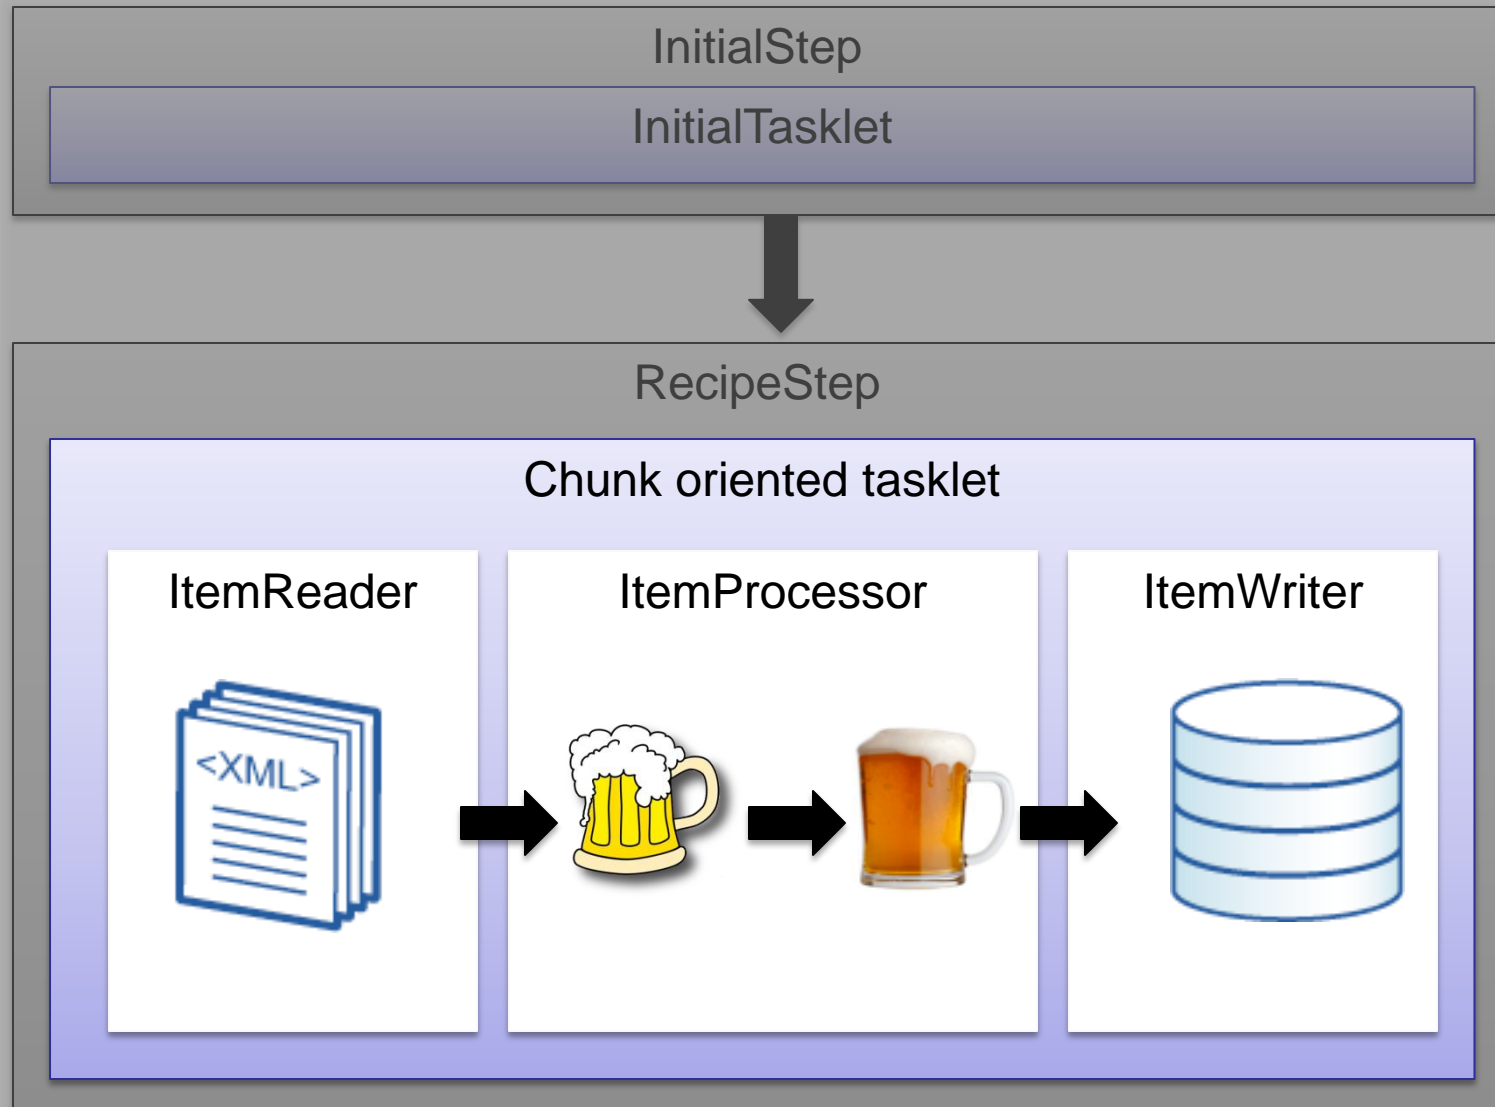 InitialStep
InitialTasklet
RecipeStep
Chunk oriented tasklet
ItemReader
ItemProcessor
ItemWriter
<XML>